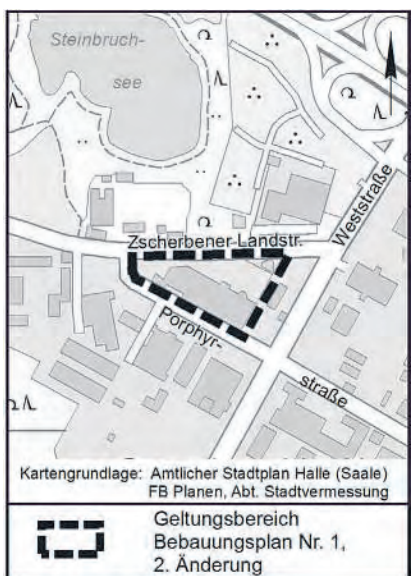 Steinbruch-
see
Zscherbener Landstr.
Weststraße
Porphyr-
straße
Kartengrundlage: Amtlicher Stadtplan Halle (Saale)
FB Planen, Abt. Stadtvermessung
Geltungsbereich
Bebauungsplan Nr. 1,
2. Änderung